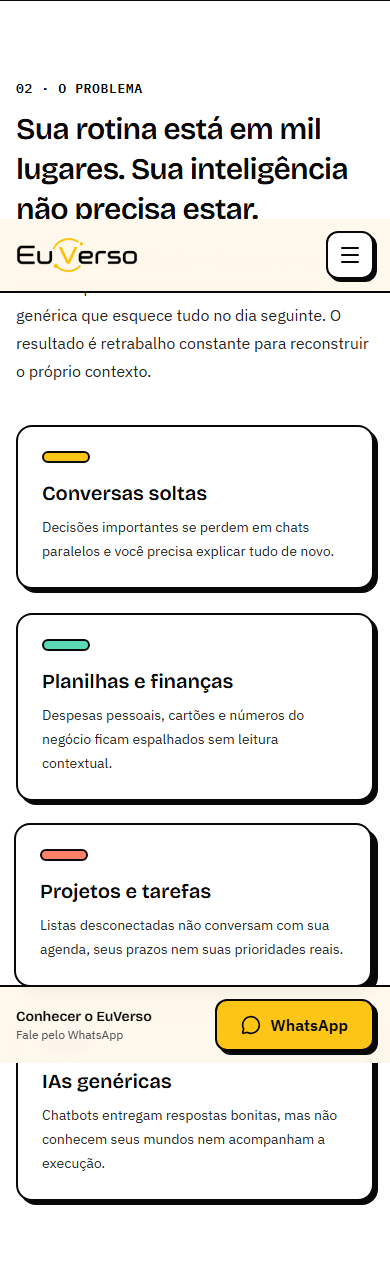 02 · O PROBLEMA
Sua rotina está em mil
lugares. Sua inteligência
não precisa estar.
EuVerso
genérica que esquece tudo no dia seguinte. O
resultado é retrabalho constante para reconstruir
o próprio contexto.
Conversas soltas
Decisões importantes se perdem em chats
paralelos e você precisa explicar tudo de novo.
Planilhas e finanças
Despesas pessoais, cartões e números do
negócio ficam espalhados sem leitura
contextual.
Projetos e tarefas
Listas desconectadas não conversam com sua
agenda, seus prazos nem suas prioridades reais.
Conhecer o EuVerso
Fale pelo WhatsApp
WhatsApp
IAs genéricas
Chatbots entregam respostas bonitas, mas não
conhecem seus mundos nem acompanham a
execução.